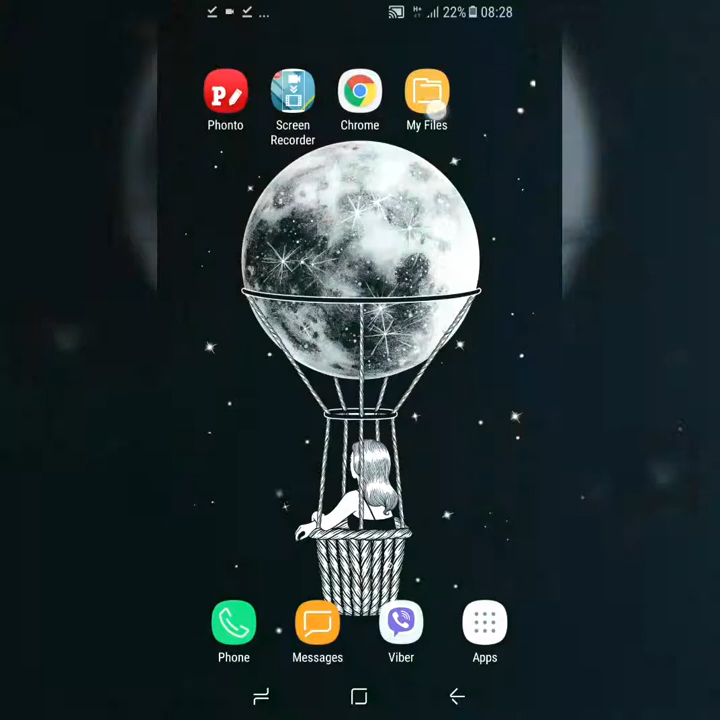 ... H+ 22% 08:28
P
Phonto
Screen
Recorder
Chrome
My Files
Phone
Messages
Viber
Apps